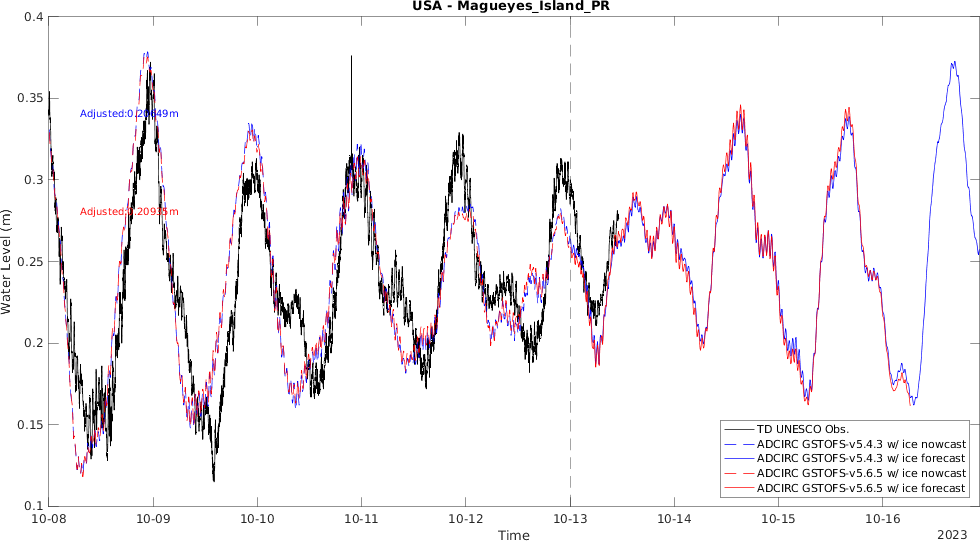 USA - Magueyes_Island_PR
0.4
0.35
0.3
0.25
0.2
0.15
0.1
Water Level (m)
Adjusted:0.20649m
Adjusted:0.20935m
TD UNESCO Obs.
ADCIRC GSTOFS-v5.4.3 w/ ice nowcast
ADCIRC GSTOFS-v5.4.3 w/ ice forecast
ADCIRC GSTOFS-v5.6.5 w/ ice nowcast
ADCIRC GSTOFS-v5.6.5 w/ ice forecast
10-08 10-09 10-10 10-11 10-12 10-13 10-14 10-15 10-16
Time
2023